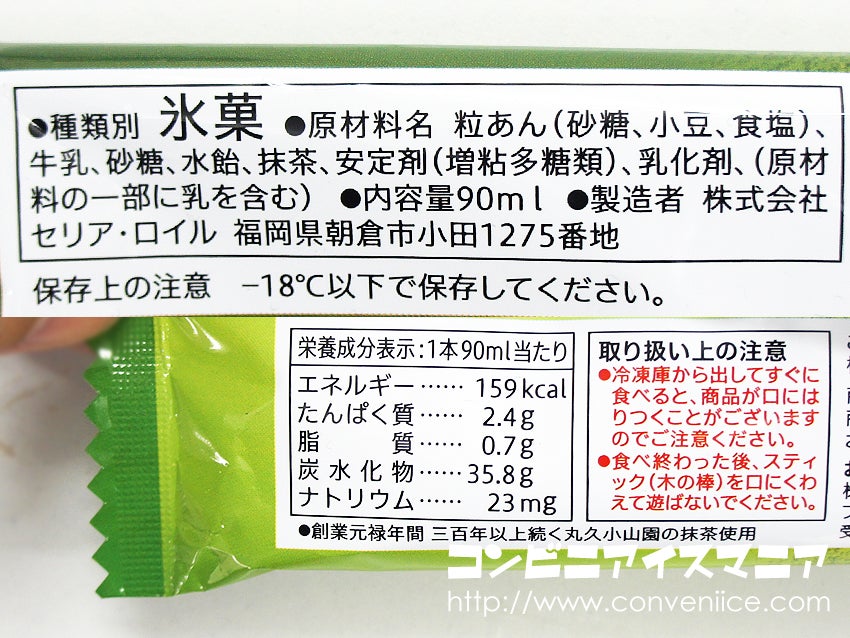 ●種類別 氷菓 ●原材料名 粒あん(砂糖、小豆、食塩)、
牛乳、砂糖、水飴、抹茶、安定剤(増粘多糖類)、乳化剤、(原材
料の一部に乳を含む) ●内容量90ml ●製造者 株式会社
セリア・ロイル 福岡県朝倉市小田1275番地
保存上の注意 −18℃以下で保存してください。
栄養成分表示:1本90ml当たり
エネルギー……159kcal
たんぱく質…… 2.4g
脂 質…… 0.7g
炭水化物……35.8g
ナトリウム…… 23mg
●創業元禄年間 三百年以上続く丸久小山園の抹茶使用
取り扱い上の注意
●冷凍庫から出してすぐに
食べると、商品が口には
りつくことがございます
のでご注意ください。
●食べ終わった後、スティ
ック(木の棒)を口にくわ
えて遊ばないでください。
コンビニアイスマニア
http://www.conveniice.com/